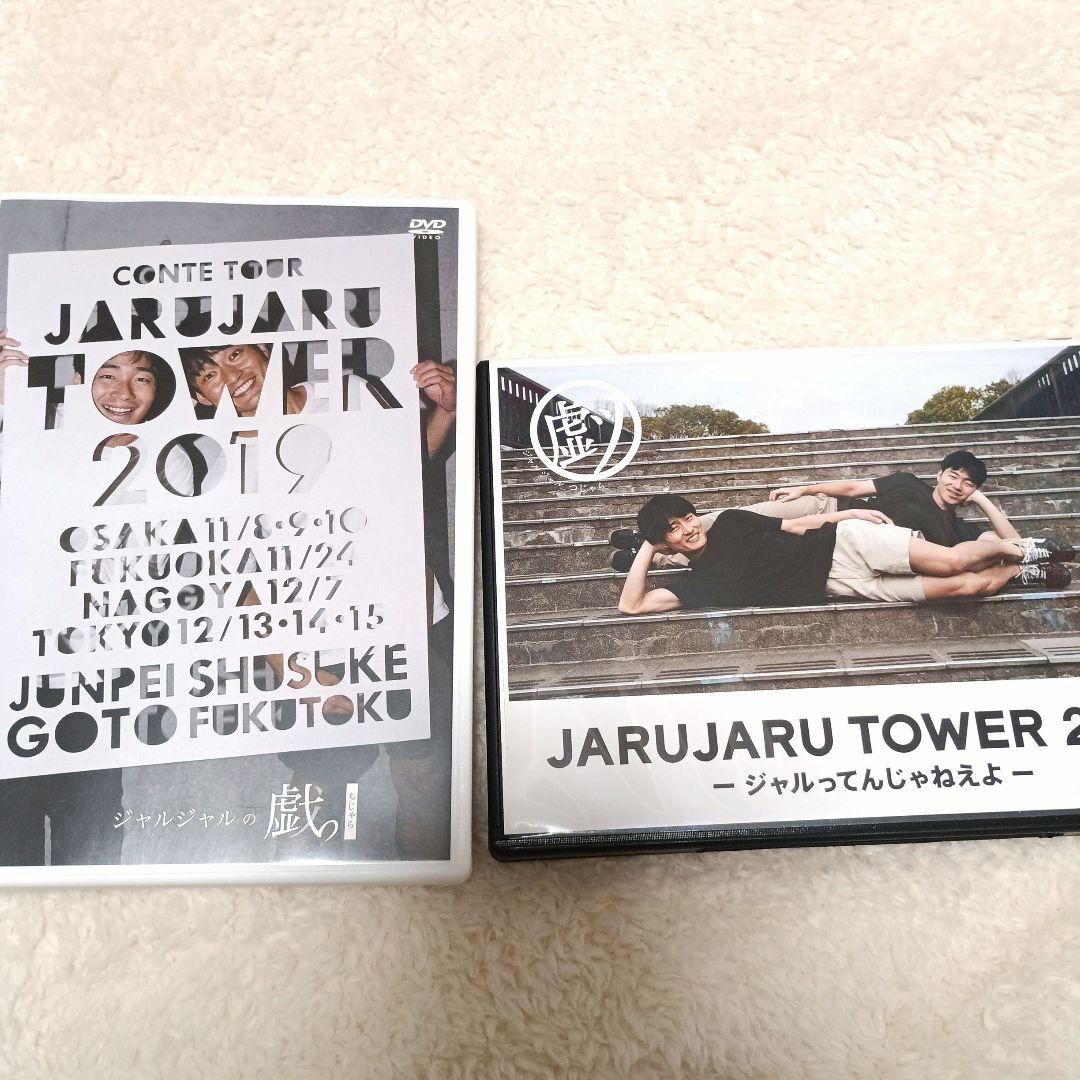 DVD
VIDEO
CONTE TOUR
JARUJARU
TOWER
2019
OSAKA 11/8・9・10
FUKUOKA 11/24
NAGOYA 12/7
TOKYO 12/13・14・15
JUNPEI SHUSUKE
GOTO FUKUTOKU
ジャルジャルの戯っ
ちじゃら
戯
JARUJARU TOWER 2
ージャルってんじゃねえよー